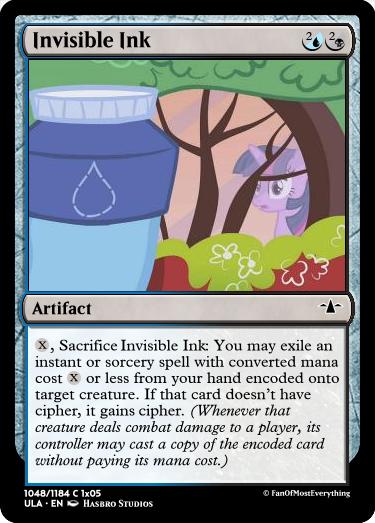 Invisible Ink 2 2
Artifact
X, Sacrifice Invisible Ink: You may exile an
instant or sorcery spell with converted mana
cost X or less from your hand encoded onto
target creature. If that card doesn't have
cipher, it gains cipher. (Whenever that
creature deals combat damage to a player, its
controller may cast a copy of the encoded card
without paying its mana cost.)
1048/1184 C 1x05
ULA • EN HASBRO STUDIOS
© FanOfMostEverything